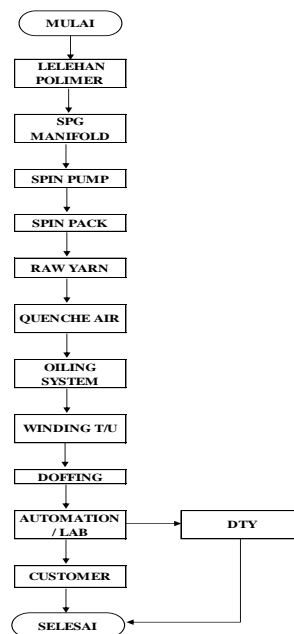 MULAI
LELEHAN
POLIMER
SPG
MANIFOLD
SPIN PUMP
SPIN PACK
RAW YARN
QUENCHE AIR
OILING
SYSTEM
WINDING T/U
DOFFING
AUTOMATION
/ LAB
DTY
CUSTOMER
SELESAI